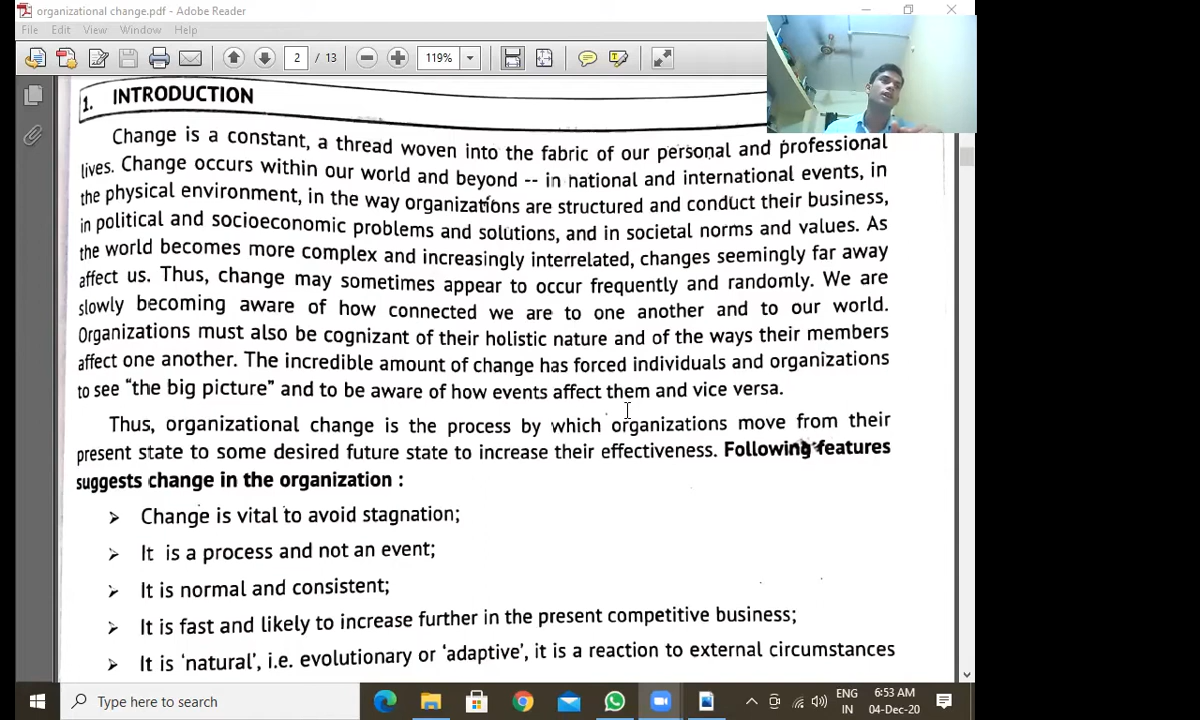 organizational change.pdf - Adobe Reader
File Edit View Window Help
2 / 13 119%
1. INTRODUCTION
Change is a constant, a thread woven into the fabric of our personal and professional
lives. Change occurs within our world and beyond -- in national and international events, in
the physical environment, in the way organizations are structured and conduct their business,
in political and socioeconomic problems and solutions, and in societal norms and values. As
the world becomes more complex and increasingly interrelated, changes seemingly far away
affect us. Thus, change may sometimes appear to occur frequently and randomly. We are
slowly becoming aware of how connected we are to one another and to our world.
Organizations must also be cognizant of their holistic nature and of the ways their members
affect one another. The incredible amount of change has forced individuals and organizations
to see "the big picture" and to be aware of how events affect them and vice versa.
Thus, organizational change is the process by which organizations move from their
present state to some desired future state to increase their effectiveness. Following features
suggests change in the organization :
➢ Change is vital to avoid stagnation;
➢ It is a process and not an event;
➢ It is normal and consistent;
➢ It is fast and likely to increase further in the present competitive business;
➢ It is 'natural', i.e. evolutionary or 'adaptive', it is a reaction to external circumstances
Type here to search
ENG 6:53 AM
IN 04-Dec-20